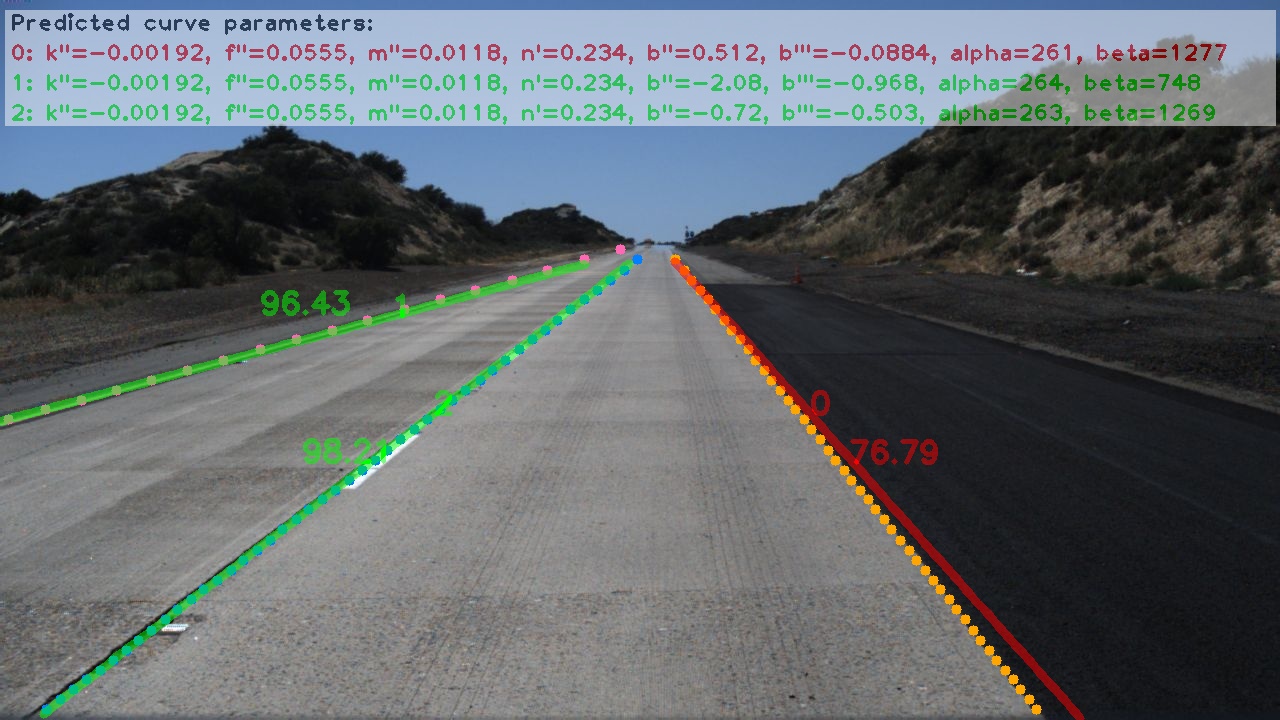 Predicted curve parameters:
0: k''=-0.00192, f''=0.0555, m''=0.0118, n'=0.234, b''=0.512, b'''=-0.0884, alpha=261, beta=1277
1: k''=-0.00192, f''=0.0555, m''=0.0118, n'=0.234, b''=-2.08, b'''=-0.968, alpha=264, beta=748
2: k''=-0.00192, f''=0.0555, m''=0.0118, n'=0.234, b''=-0.72, b'''=-0.503, alpha=263, beta=1269
96.43 1
2 0
98.21 76.79